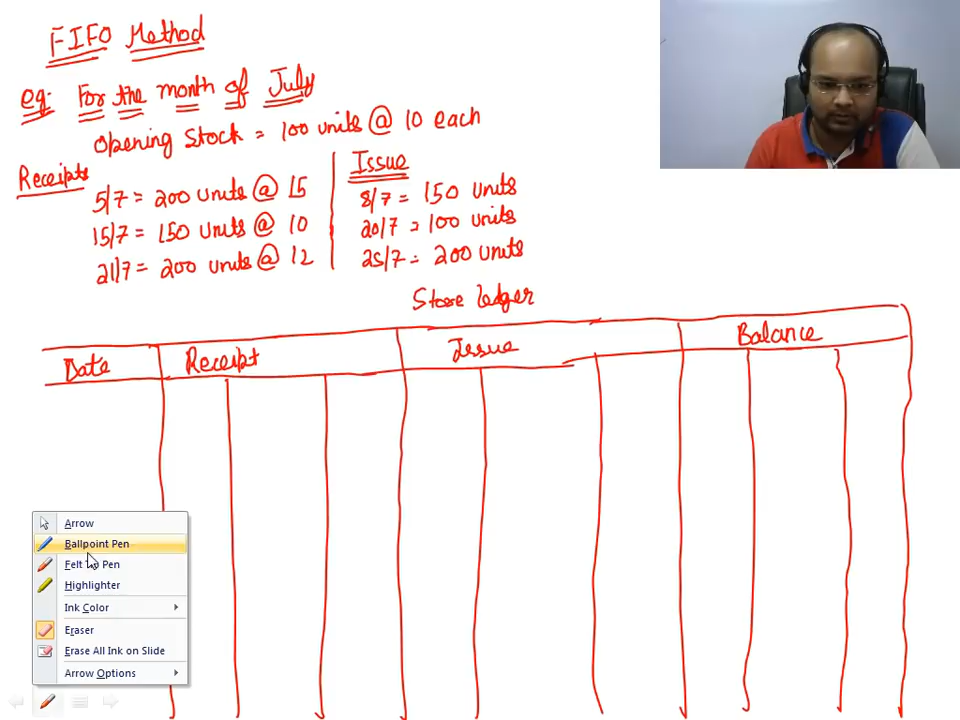 FIFO Method
eg:- For the month of July
Opening Stock = 100 units @ 10 each
Receipts
5/7 = 200 units @ 15
15/7 = 150 units @ 10
21/7 = 200 units @ 12
Issue
8/7 = 150 units
20/7 = 100 units
25/7 = 200 units
Store ledger
Date Receipt Issue Balance
Arrow
Ballpoint Pen
Felt Tip Pen
Highlighter
Ink Color
Eraser
Erase All Ink on Slide
Arrow Options